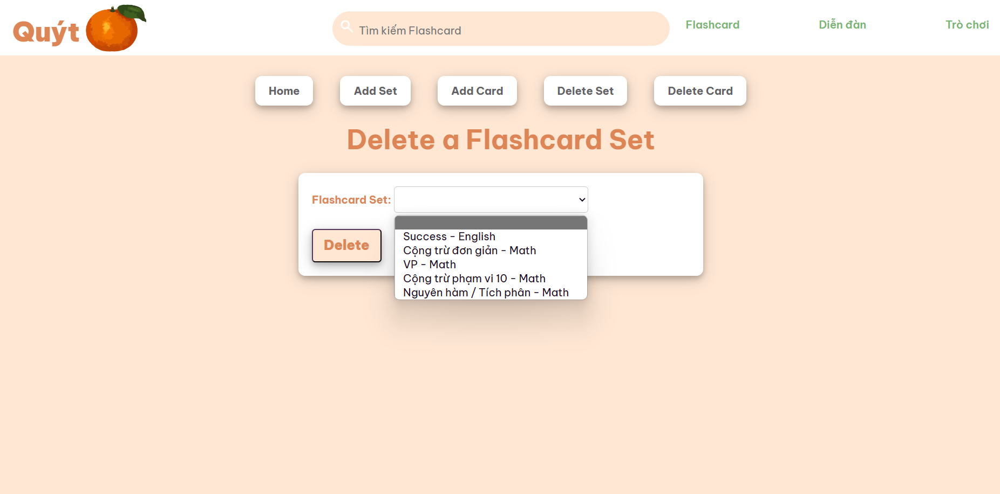 Quýt
Tìm kiếm Flashcard
Flashcard
Diễn đàn
Trò chơi
Home
Add Set
Add Card
Delete Set
Delete Card
Delete a Flashcard Set
Flashcard Set:
Success - English
Cộng trừ đơn giản - Math
VP - Math
Cộng trừ phạm vi 10 - Math
Nguyên hàm / Tích phân - Math
Delete